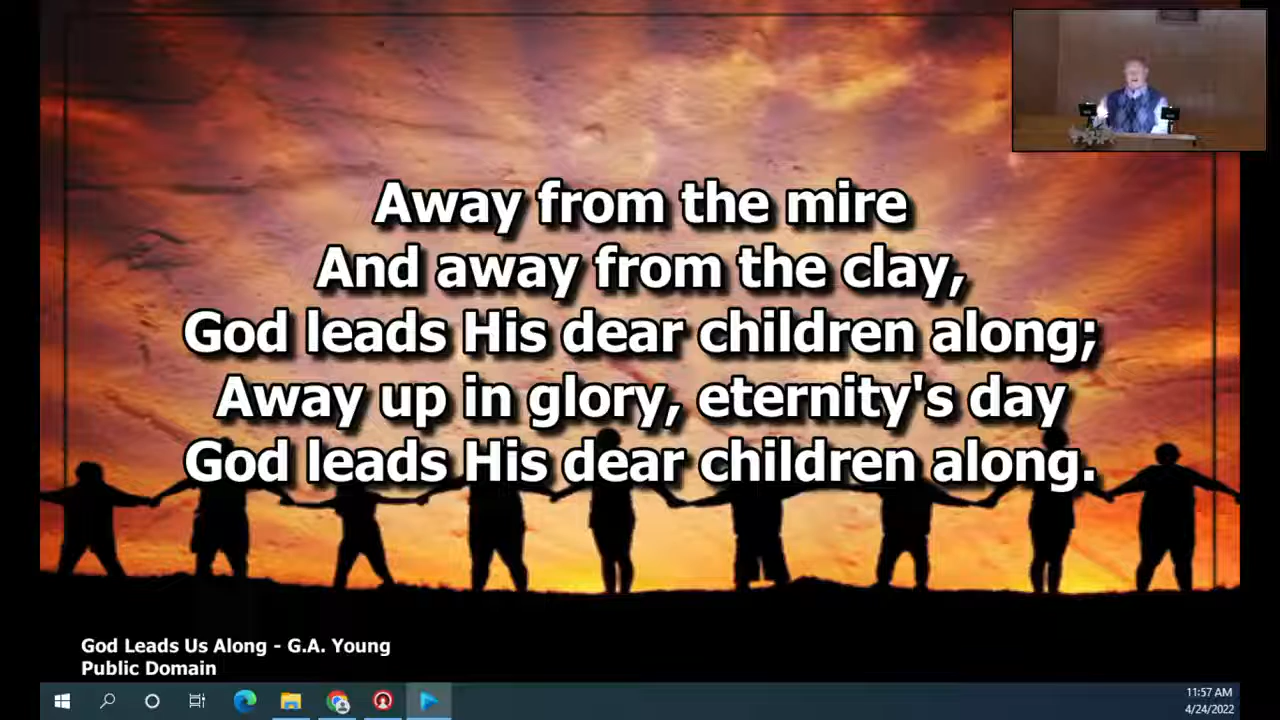 Away from the mire
And away from the clay,
God leads His dear children along;
Away up in glory, eternity's day
God leads His dear children along.
God Leads Us Along - G.A. Young
Public Domain
11:57 AM
4/24/2022